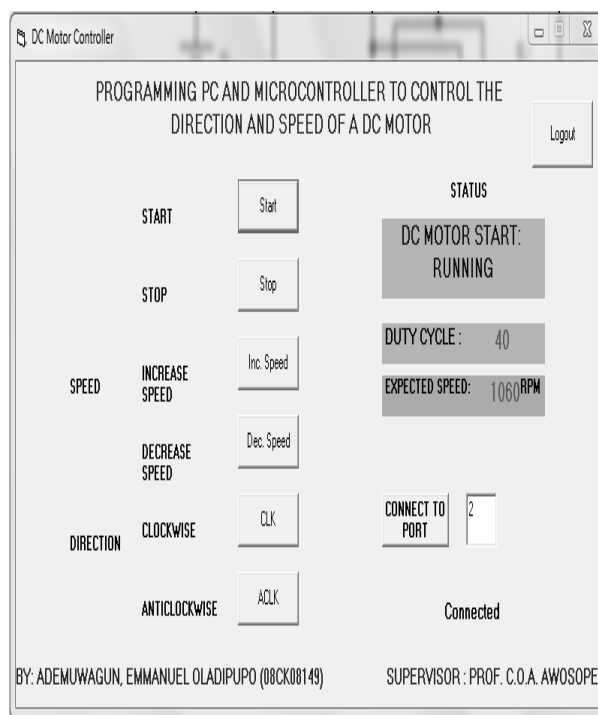 DC Motor Controller
PROGRAMMING PC AND MICROCONTROLLER TO CONTROL THE
DIRECTION AND SPEED OF A DC MOTOR
Logout
START
Start
STOP
Stop
SPEED
INCREASE
SPEED
Inc. Speed
DECREASE
SPEED
Dec. Speed
DIRECTION
CLOCKWISE
CLK
ANTICLOCKWISE
ACLK
STATUS
DC MOTOR START:
RUNNING
DUTY CYCLE : 40
EXPECTED SPEED: 1060 RPM
CONNECT TO
PORT
2
Connected
BY: ADEMUWAGUN, EMMANUEL OLADIPUPO (08CK08149)
SUPERVISOR : PROF. C.O.A. AWOSOPE